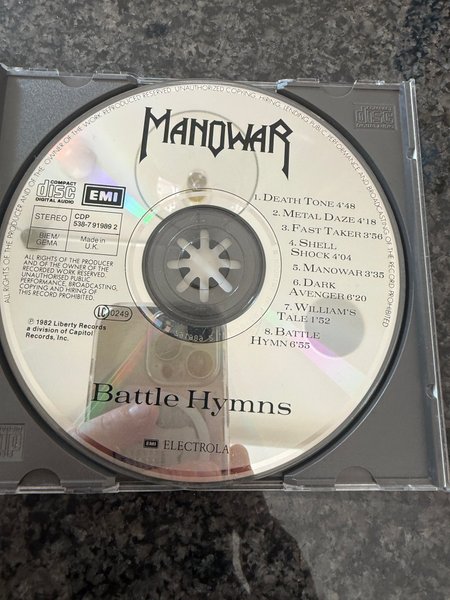 ALL RIGHTS OF THE PRODUCER AND OF THE OWNER OF THE WORK REPRODUCED RESERVED. UNAUTHORIZED COPYING, HIRING, LENDING PUBLIC PERFORMANCE AND BROADCASTING OF THE RECORD PROHIBITED
MANOWAR
COMPACT
disc
DIGITAL AUDIO
EMI
STEREO
CDP
538-7 91989 2
BIEM/
GEMA
Made in
U.K.
ALL RIGHTS OF THE PRODUCER
AND OF THE OWNER OF THE
RECORDED WORK RESERVED.
UNAUTHORISED PUBLIC
PERFORMANCE, BROADCASTING,
COPYING AND HIRING OF
THIS RECORD PROHIBITED.
LC 0249
℗ 1982 Liberty Records
a division of Capitol
Records, Inc.
1. DEATH TONE 4'48
2. METAL DAZE 4'18
3. FAST TAKER 3'56
4. SHELL
SHOCK 4'04
5. MANOWAR 3'35
6. DARK
AVENGER 6'20
7. WILLIAM'S
TALE 1'52
8. BATTLE
HYMN 6'55
Battle Hymns
EMI ELECTROLA